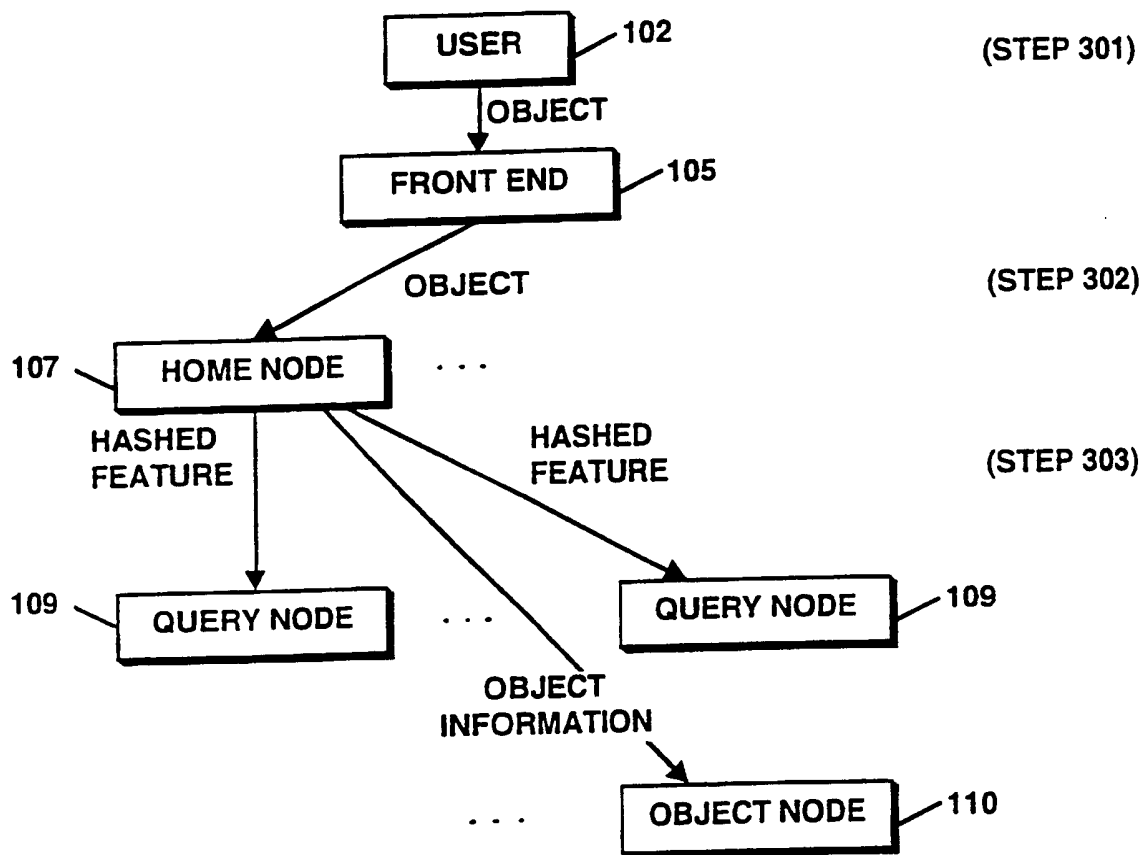 USER
102
(STEP 301)
OBJECT
FRONT END
105
OBJECT
(STEP 302)
107
HOME NODE
. . .
HASHED
FEATURE
HASHED
FEATURE
(STEP 303)
109
QUERY NODE
. . .
QUERY NODE
109
OBJECT
INFORMATION
. . .
OBJECT NODE
110